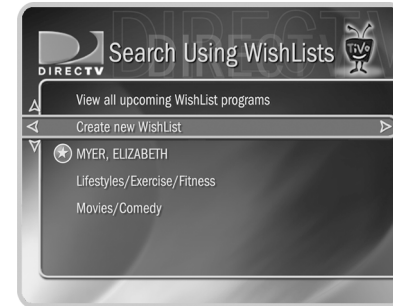 DIRECTV
Search Using WishLists
TiVo
View all upcoming WishList programs
Create new WishList
MYER, ELIZABETH
Lifestyles/Exercise/Fitness
Movies/Comedy